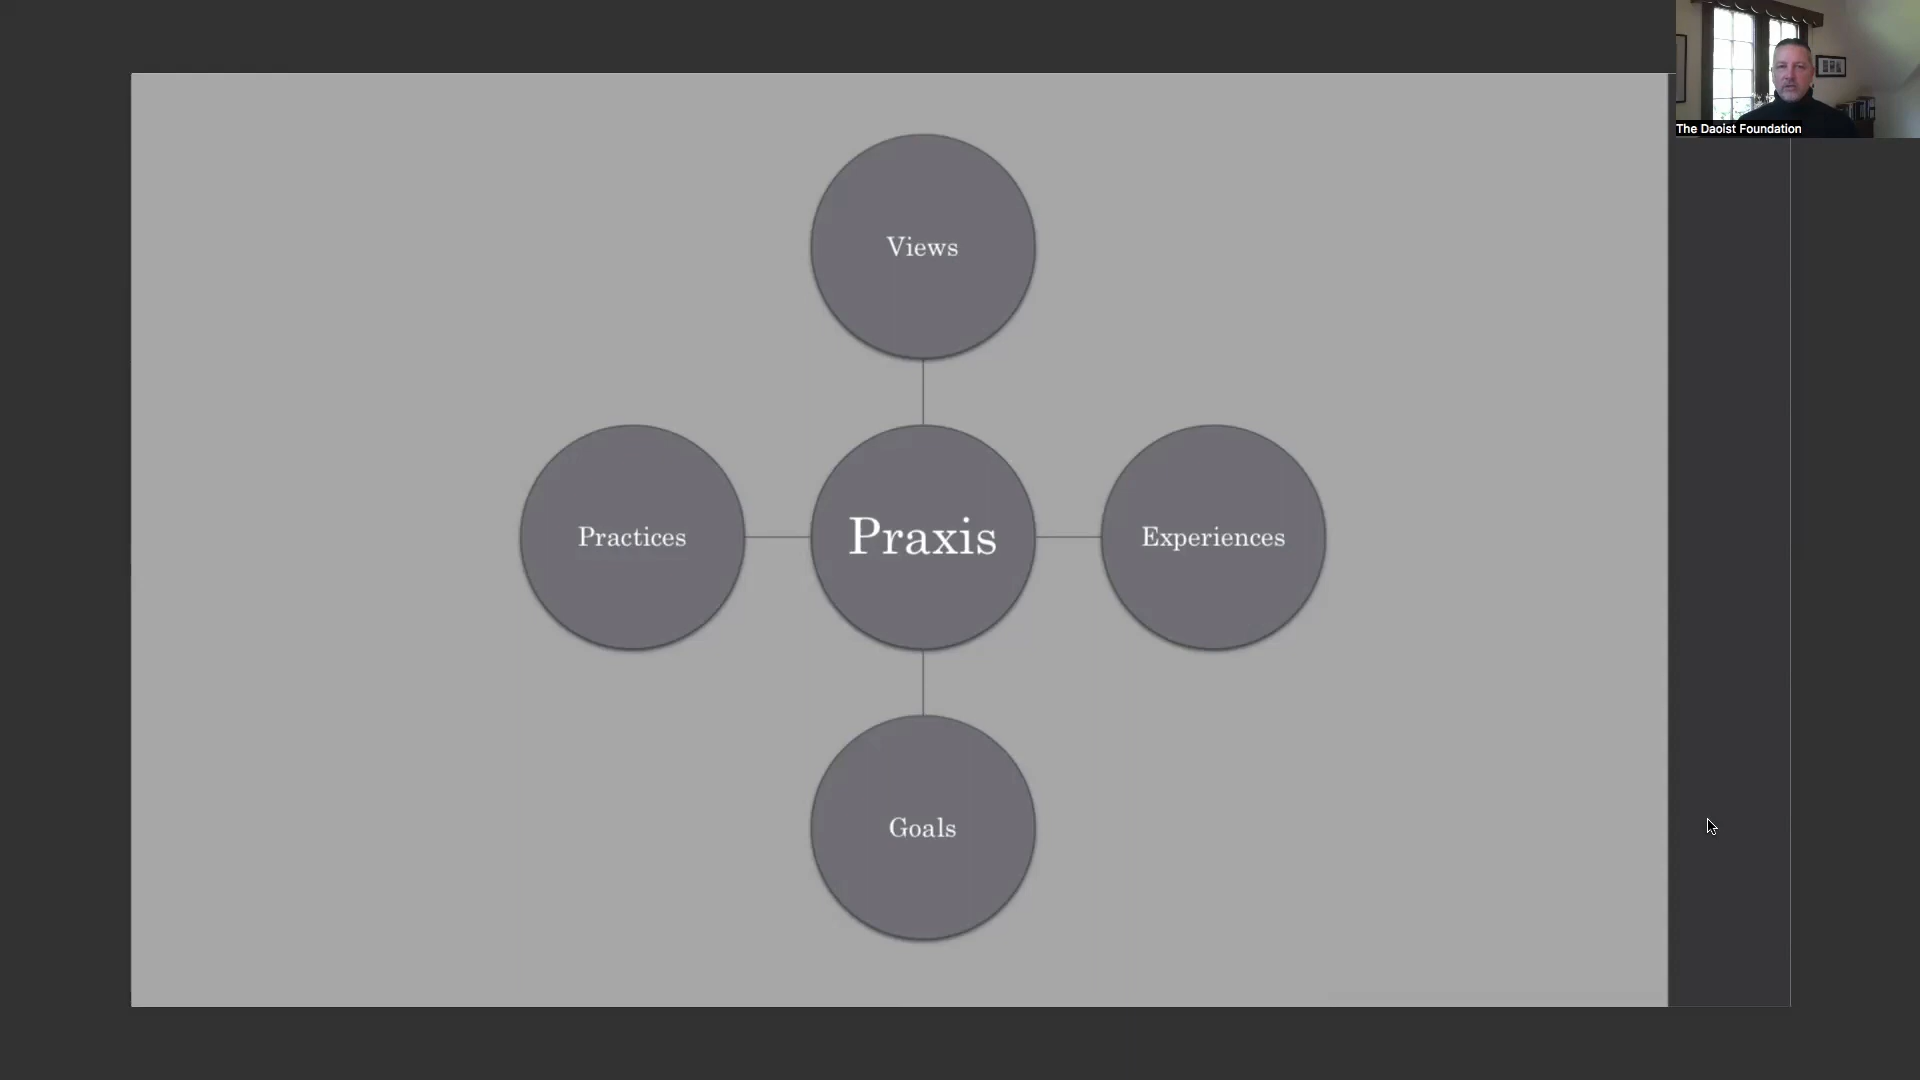 The Daoist Foundation
Views
Practices
Praxis
Experiences
Goals